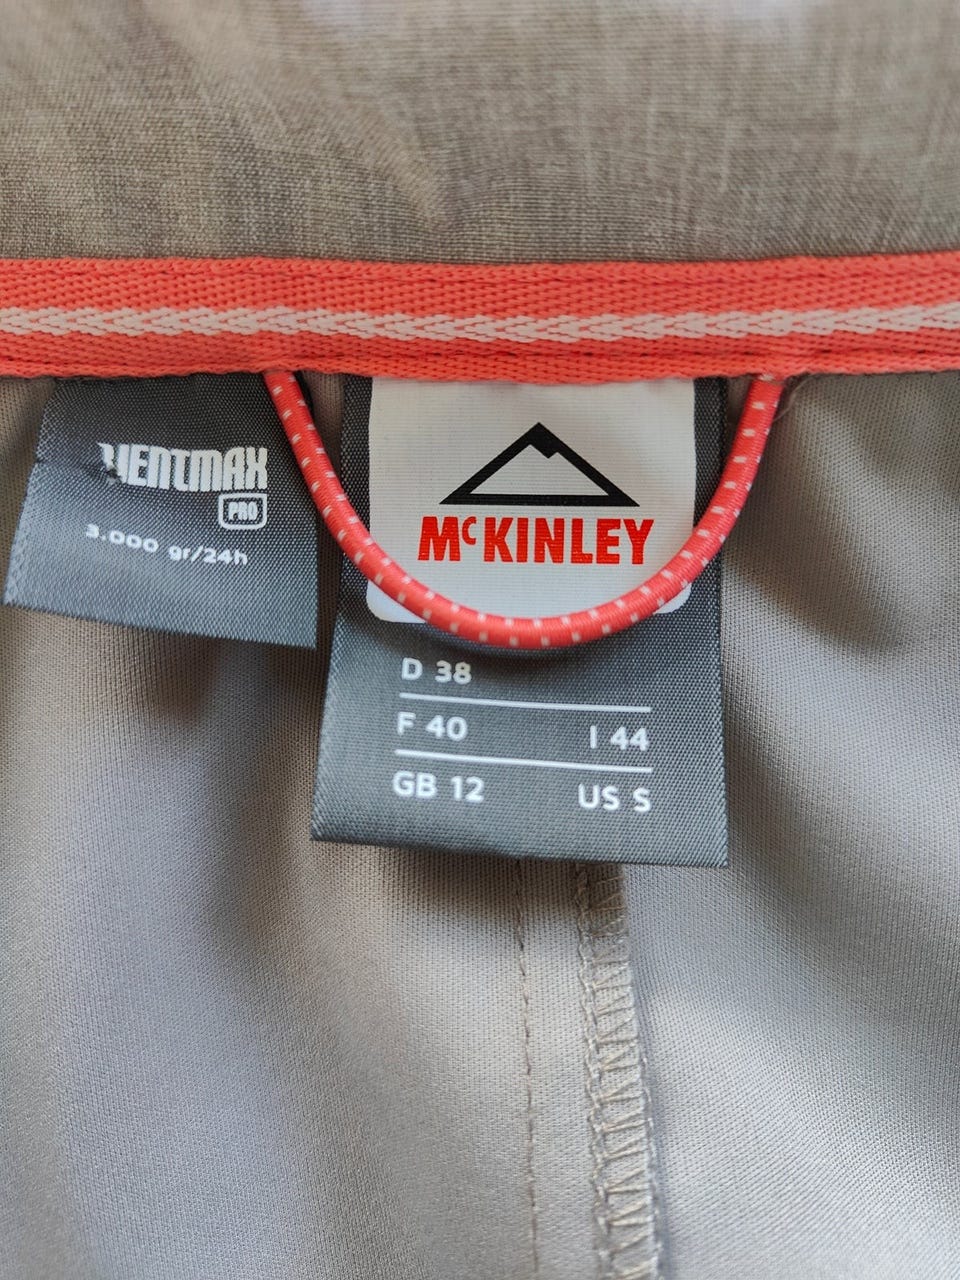 VENTMAX
PRO
3.000 gr/24h
McKINLEY
D 38
F 40 I 44
GB 12 US S